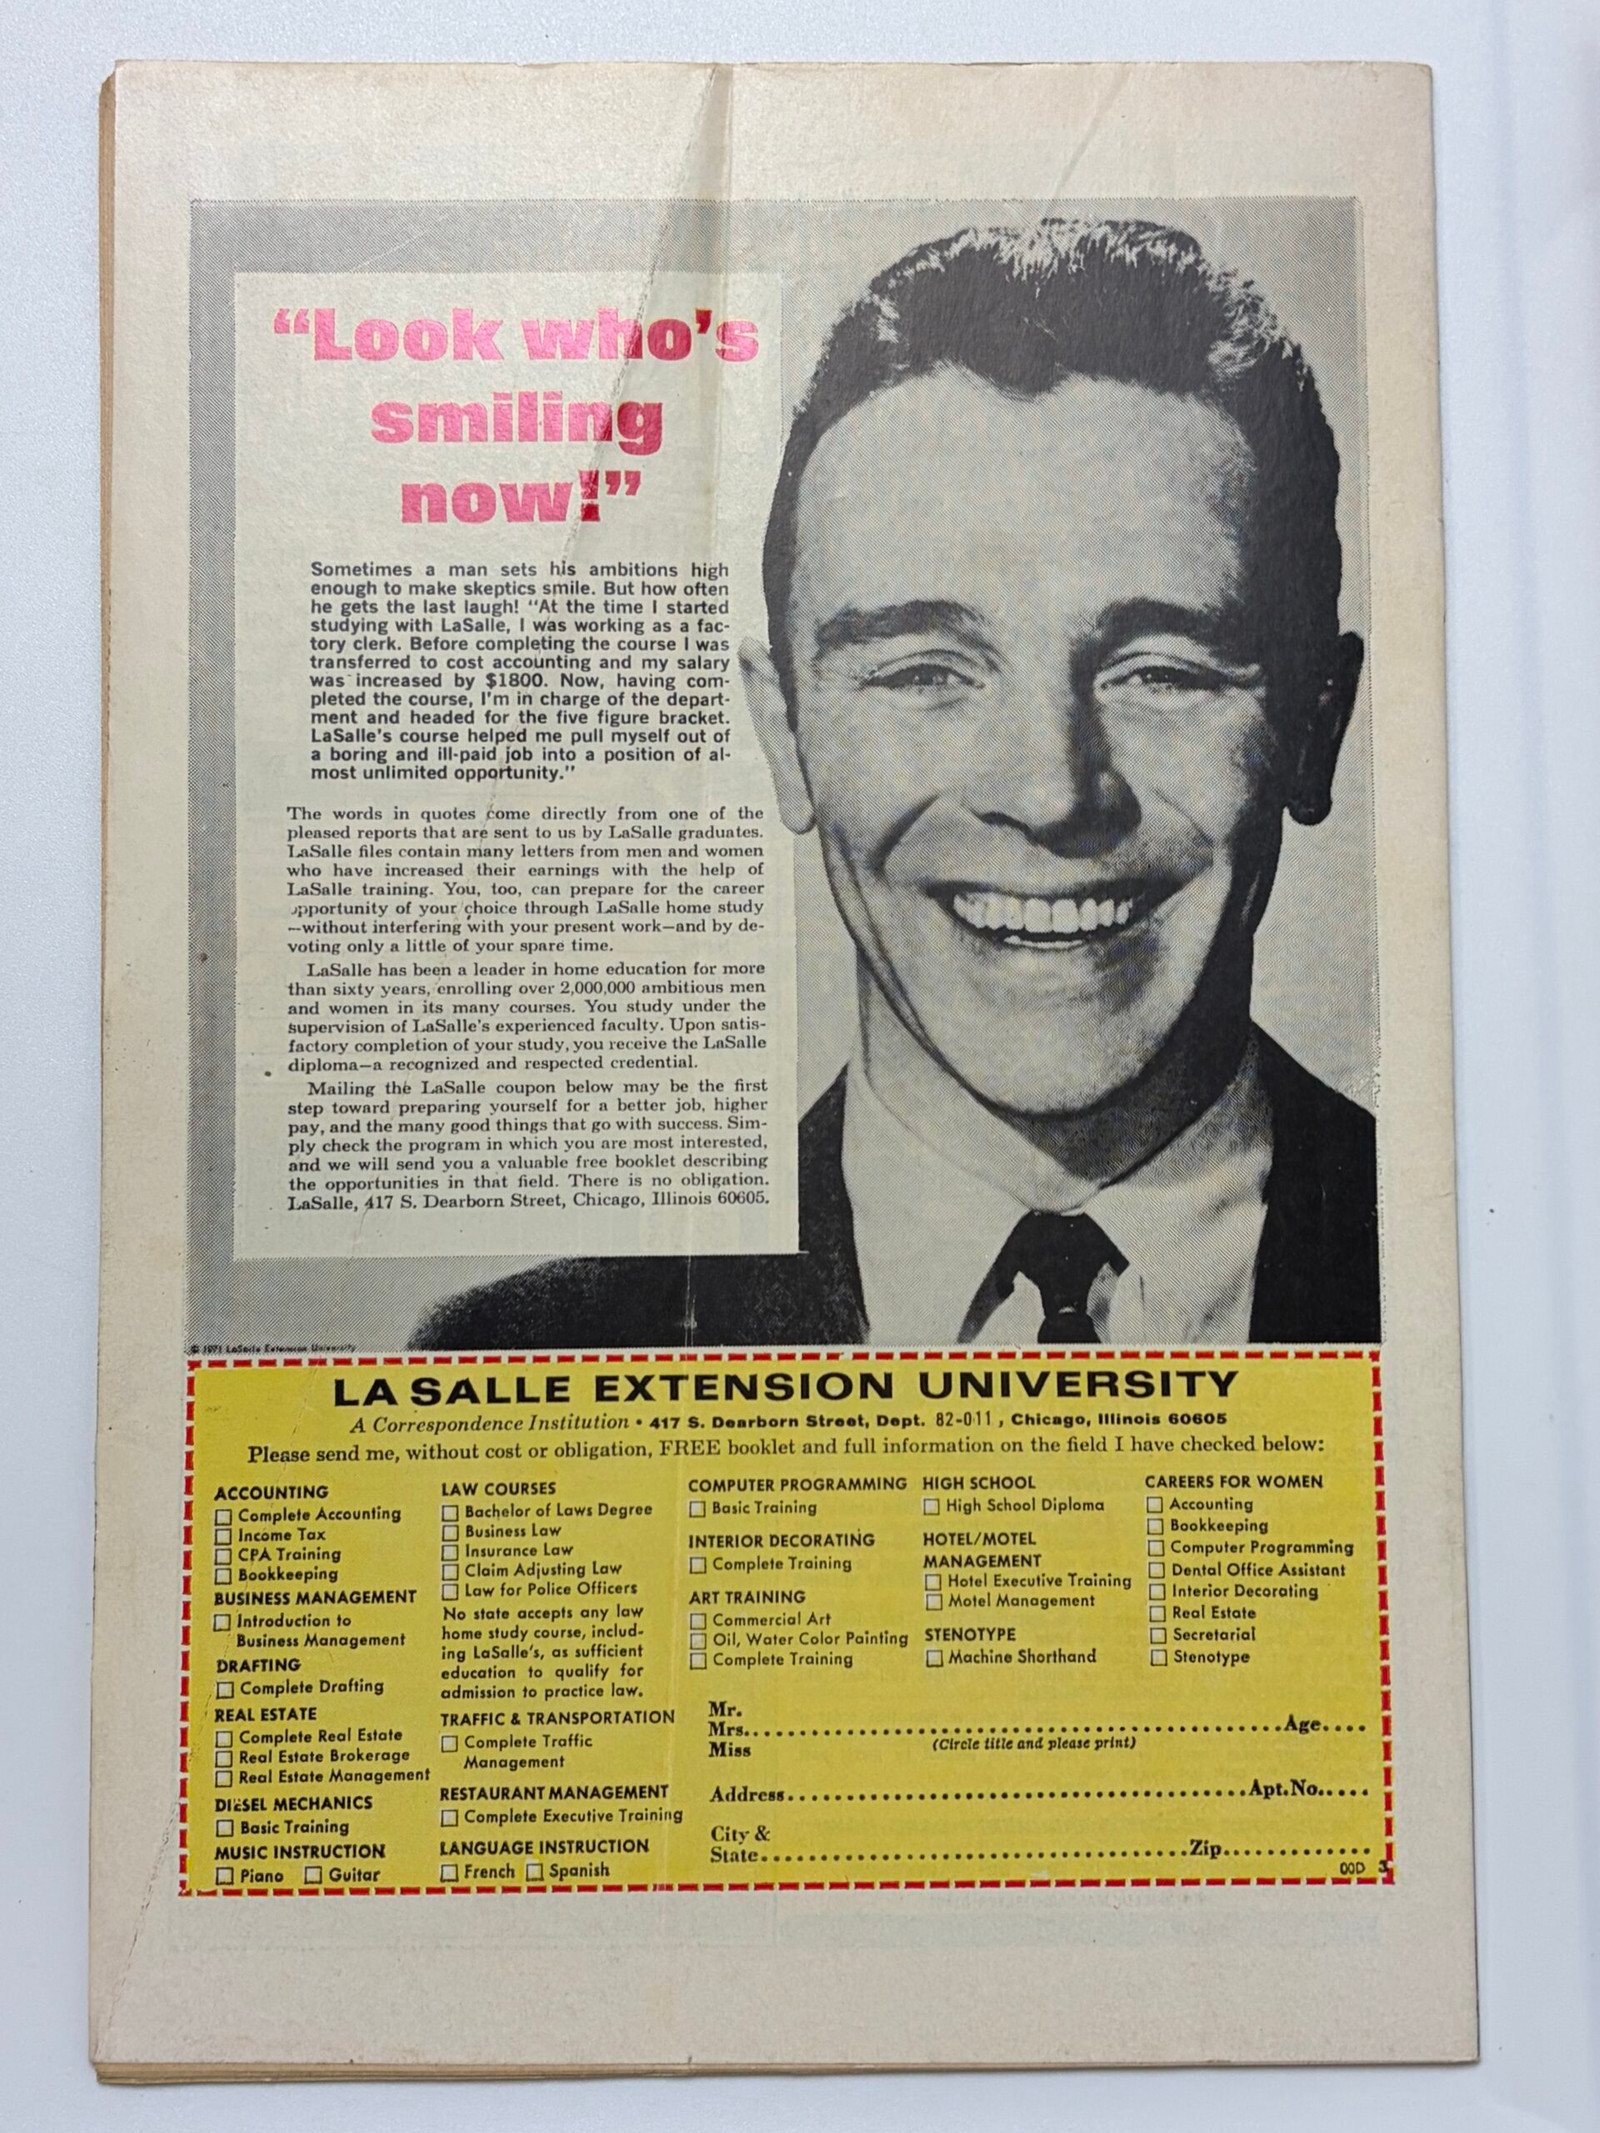 “Look who's
smiling
now!”
Sometimes a man sets his ambitions high
enough to make skeptics smile. But how often
he gets the last laugh! “At the time I started
studying with LaSalle, I was working as a fac-
tory clerk. Before completing the course I was
transferred to cost accounting and my salary
was increased by $1800. Now, having com-
pleted the course, I'm in charge of the depart-
ment and headed for the five figure bracket.
LaSalle's course helped me pull myself out of
a boring and ill-paid job into a position of al-
most unlimited opportunity.”
The words in quotes come directly from one of the
pleased reports that are sent to us by LaSalle graduates.
LaSalle files contain many letters from men and women
who have increased their earnings with the help of
LaSalle training. You, too, can prepare for the career
opportunity of your choice through LaSalle home study
—without interfering with your present work—and by de-
voting only a little of your spare time.
LaSalle has been a leader in home education for more
than sixty years, enrolling over 2,000,000 ambitious men
and women in its many courses. You study under the
supervision of LaSalle's experienced faculty. Upon satis-
factory completion of your study, you receive the LaSalle
diploma—a recognized and respected credential.
Mailing the LaSalle coupon below may be the first
step toward preparing yourself for a better job, higher
pay, and the many good things that go with success. Sim-
ply check the program in which you are most interested,
and we will send you a valuable free booklet describing
the opportunities in that field. There is no obligation.
LaSalle, 417 S. Dearborn Street, Chicago, Illinois 60605.
© 1971 LaSalle Extension University
LA SALLE EXTENSION UNIVERSITY
A Correspondence Institution • 417 S. Dearborn Street, Dept. 82-011, Chicago, Illinois 60605
Please send me, without cost or obligation, FREE booklet and full information on the field I have checked below:
ACCOUNTING
Complete Accounting
Income Tax
CPA Training
Bookkeeping
BUSINESS MANAGEMENT
Introduction to
Business Management
DRAFTING
Complete Drafting
REAL ESTATE
Complete Real Estate
Real Estate Brokerage
Real Estate Management
DIESEL MECHANICS
Basic Training
MUSIC INSTRUCTION
Piano Guitar
LAW COURSES
Bachelor of Laws Degree
Business Law
Insurance Law
Claim Adjusting Law
Law for Police Officers
No state accepts any law
home study course, includ-
ing LaSalle's, as sufficient
education to qualify for
admission to practice law.
TRAFFIC & TRANSPORTATION
Complete Traffic
Management
RESTAURANT MANAGEMENT
Complete Executive Training
LANGUAGE INSTRUCTION
French Spanish
COMPUTER PROGRAMMING
Basic Training
INTERIOR DECORATING
Complete Training
ART TRAINING
Commercial Art
Oil, Water Color Painting
Complete Training
HIGH SCHOOL
High School Diploma
HOTEL/MOTEL
MANAGEMENT
Hotel Executive Training
Motel Management
STENOTYPE
Machine Shorthand
CAREERS FOR WOMEN
Accounting
Bookkeeping
Computer Programming
Dental Office Assistant
Interior Decorating
Real Estate
Secretarial
Stenotype
Mr.
Mrs. Age
Miss (Circle title and please print)
Address Apt. No.
City &
State Zip
00D 3